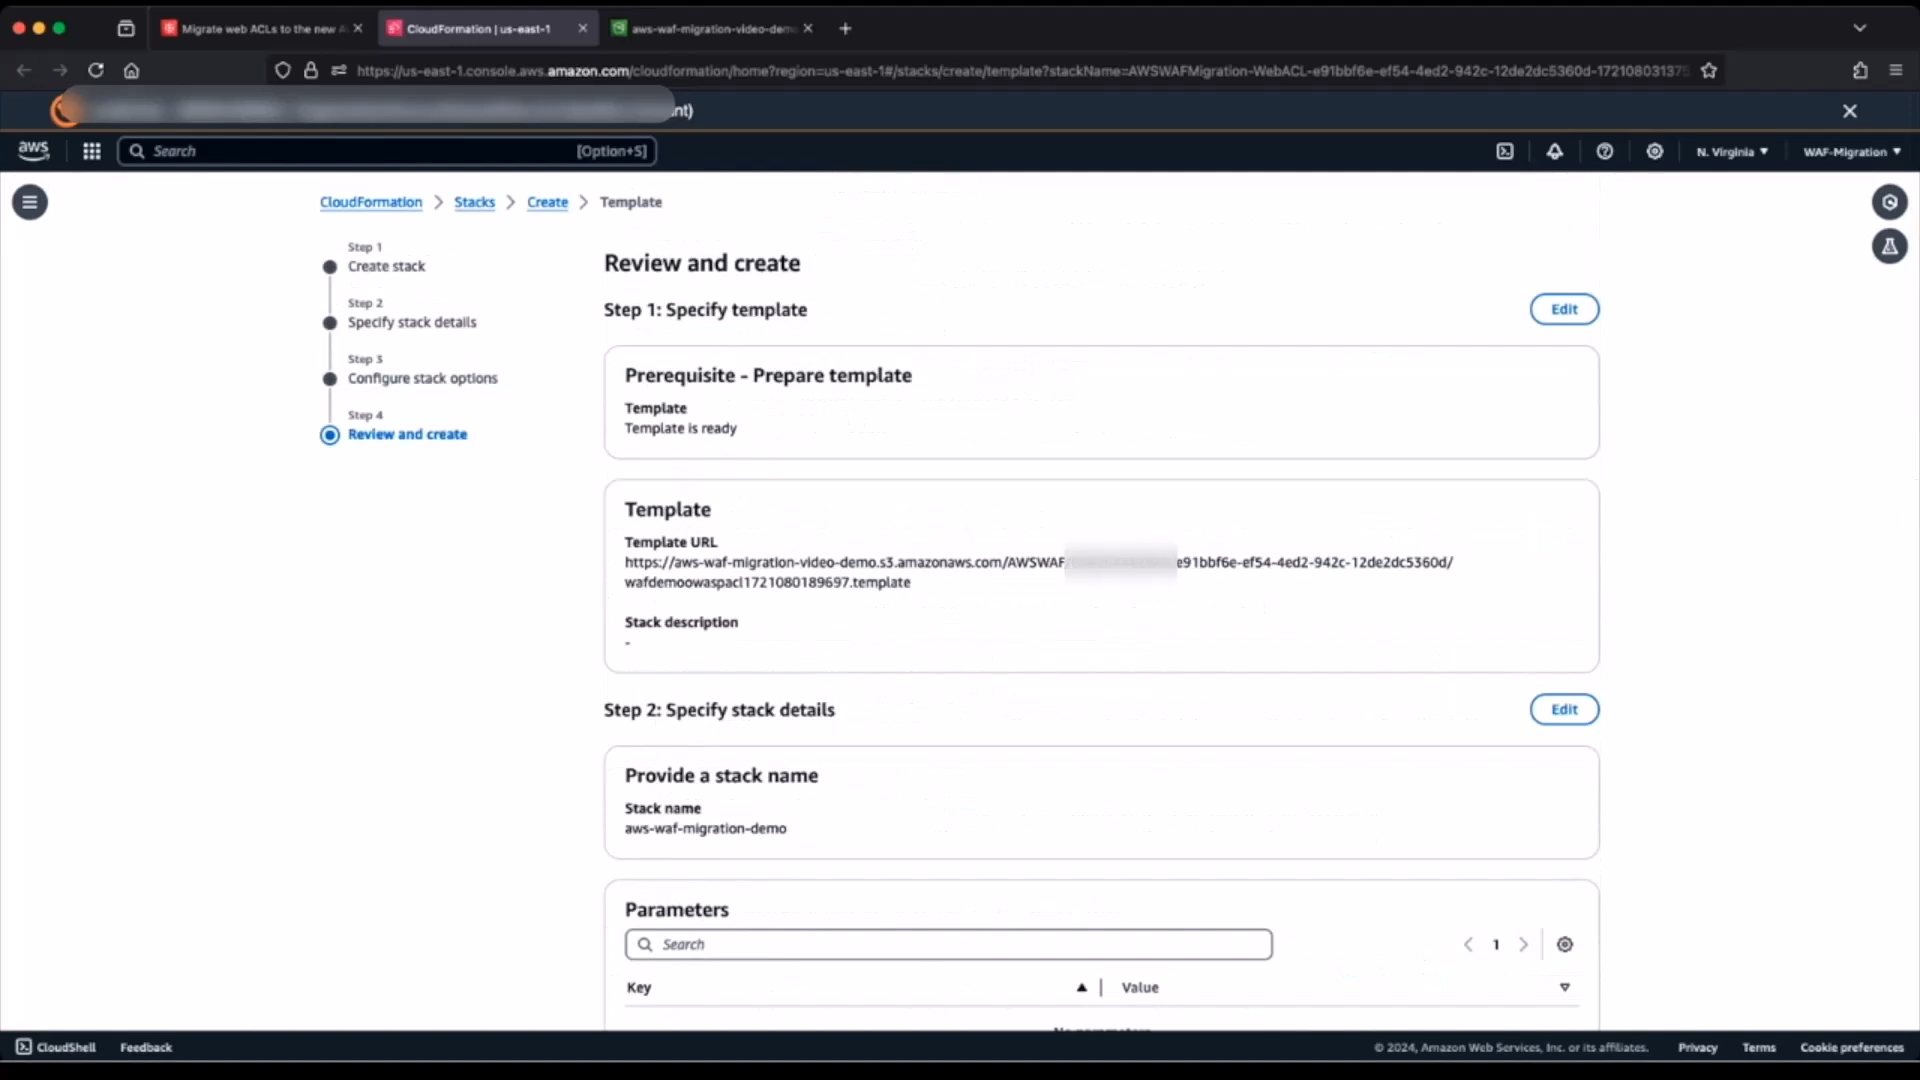 Migrate web ACLs to the new A
CloudFormation | us-east-1
aws-waf-migration-video-demo
https://us-east-1.console.aws.amazon.com/cloudformation/home?region=us-east-1#/stacks/create/template?stackName=AWSWAFMigration-WebACL-e91bbf6e-ef54-4ed2-942c-12de2dc5360d-172108031375
nt)
aws
Search
[Option+S]
N. Virginia
WAF-Migration
CloudFormation
Stacks
Create
Template
Step 1
Create stack
Step 2
Specify stack details
Step 3
Configure stack options
Step 4
Review and create
Review and create
Step 1: Specify template
Edit
Prerequisite - Prepare template
Template
Template is ready
Template
Template URL
https://aws-waf-migration-video-demo.s3.amazonaws.com/AWSWAF/ e91bbf6e-ef54-4ed2-942c-12de2dc5360d/
wafdemoowaspacl1721080189697.template
Stack description
-
Step 2: Specify stack details
Edit
Provide a stack name
Stack name
aws-waf-migration-demo
Parameters
Search
1
Key
Value
CloudShell
Feedback
© 2024, Amazon Web Services, Inc. or its affiliates.
Privacy
Terms
Cookie preferences